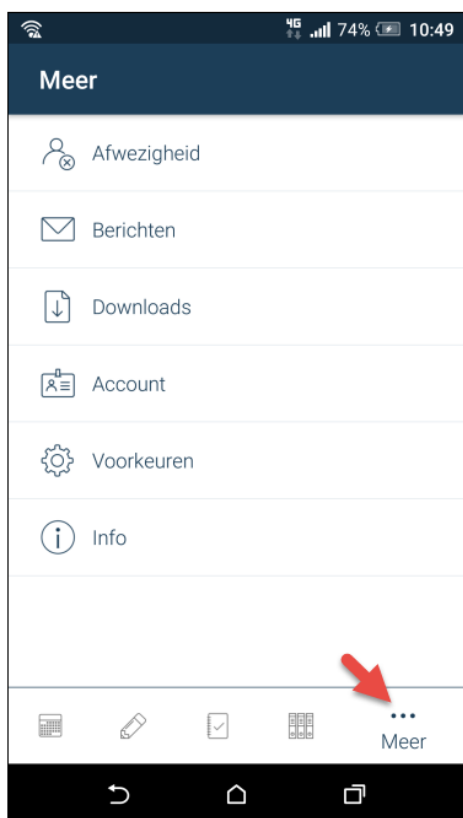 4G 74% 10:49
Meer
Afwezigheid
Berichten
Downloads
Account
Voorkeuren
Info
Meer